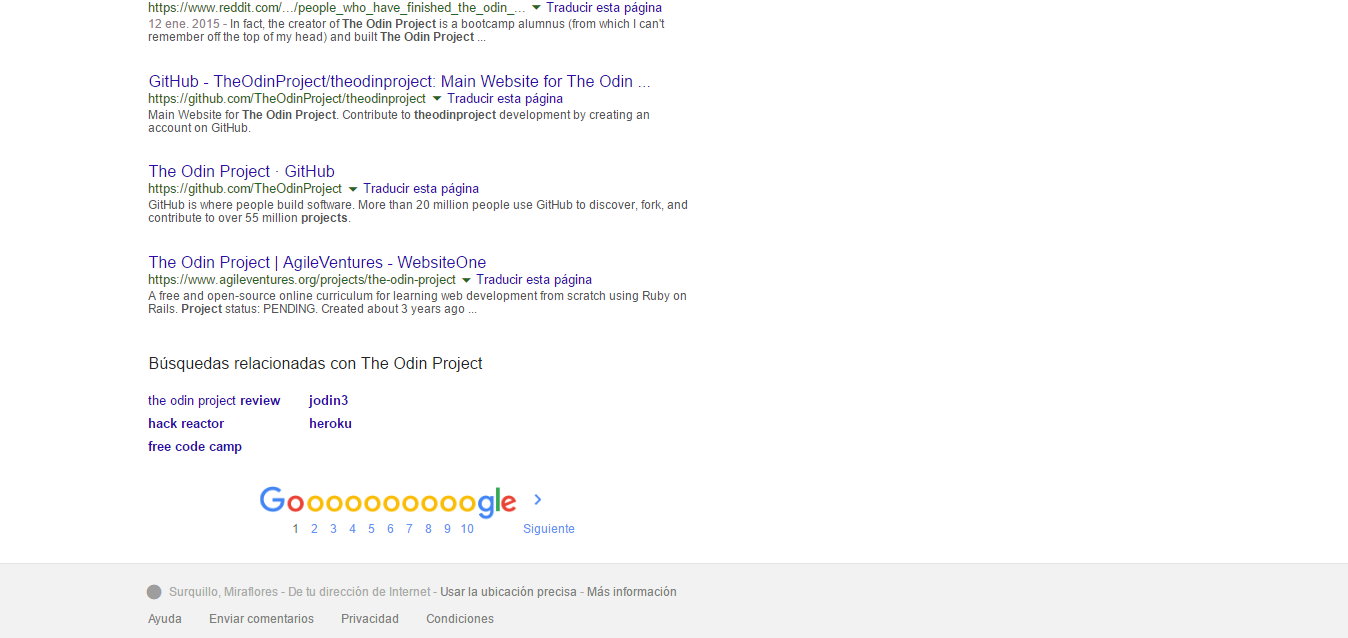 https://www.reddit.com/.../people_who_have_finished_the_odin_... Traducir esta página
12 ene. 2015 - In fact, the creator of The Odin Project is a bootcamp alumnus (from which I can't
remember off the top of my head) and built The Odin Project ...
GitHub - TheOdinProject/theodinproject: Main Website for The Odin ...
https://github.com/TheOdinProject/theodinproject Traducir esta página
Main Website for The Odin Project. Contribute to theodinproject development by creating an
account on GitHub.
The Odin Project · GitHub
https://github.com/TheOdinProject Traducir esta página
GitHub is where people build software. More than 20 million people use GitHub to discover, fork, and
contribute to over 55 million projects.
The Odin Project | AgileVentures - WebsiteOne
https://www.agileventures.org/projects/the-odin-project Traducir esta página
A free and open-source online curriculum for learning web development from scratch using Ruby on
Rails. Project status: PENDING. Created about 3 years ago ...
Búsquedas relacionadas con The Odin Project
the odin project review jodin3
hack reactor heroku
free code camp
Goooooooooogle >
1 2 3 4 5 6 7 8 9 10 Siguiente
Surquillo, Miraflores - De tu dirección de Internet - Usar la ubicación precisa - Más información
Ayuda Enviar comentarios Privacidad Condiciones